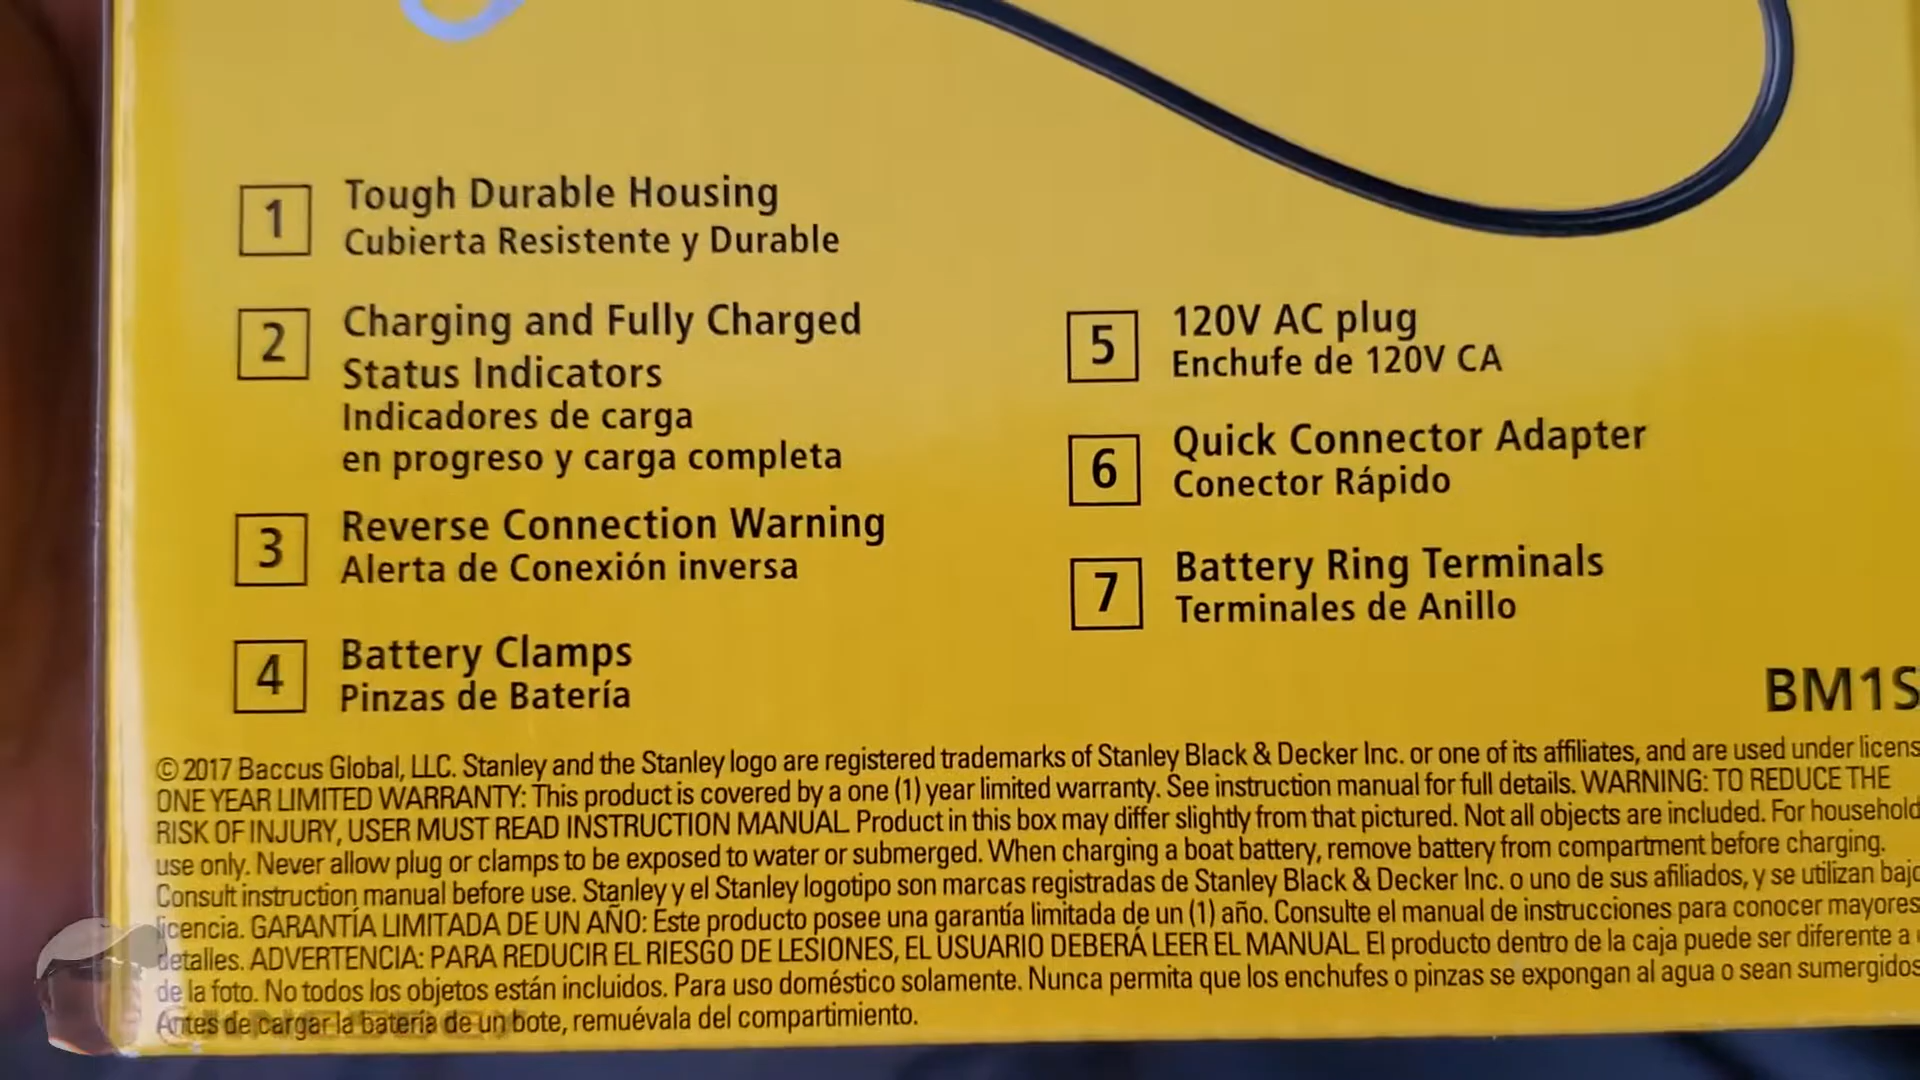 1 Tough Durable Housing
Cubierta Resistente y Durable
2 Charging and Fully Charged
Status Indicators
Indicadores de carga
en progreso y carga completa
3 Reverse Connection Warning
Alerta de Conexión inversa
4 Battery Clamps
Pinzas de Batería
5 120V AC plug
Enchufe de 120V CA
6 Quick Connector Adapter
Conector Rápido
7 Battery Ring Terminals
Terminales de Anillo
BM1S
© 2017 Baccus Global, LLC. Stanley and the Stanley logo are registered trademarks of Stanley Black & Decker Inc. or one of its affiliates, and are used under licens
ONE YEAR LIMITED WARRANTY: This product is covered by a one (1) year limited warranty. See instruction manual for full details. WARNING: TO REDUCE THE
RISK OF INJURY, USER MUST READ INSTRUCTION MANUAL. Product in this box may differ slightly from that pictured. Not all objects are included. For household
use only. Never allow plug or clamps to be exposed to water or submerged. When charging a boat battery, remove battery from compartment before charging.
Consult instruction manual before use. Stanley y el Stanley logotipo son marcas registradas de Stanley Black & Decker Inc. o uno de sus afiliados, y se utilizan bajo
licencia. GARANTÍA LIMITADA DE UN AÑO: Este producto posee una garantía limitada de un (1) año. Consulte el manual de instrucciones para conocer mayores
detalles. ADVERTENCIA: PARA REDUCIR EL RIESGO DE LESIONES, EL USUARIO DEBERÁ LEER EL MANUAL. El producto dentro de la caja puede ser diferente a
de la foto. No todos los objetos están incluidos. Para uso doméstico solamente. Nunca permita que los enchufes o pinzas se expongan al agua o sean sumergidos
Antes de cargar la batería de un bote, remuévala del compartimiento.